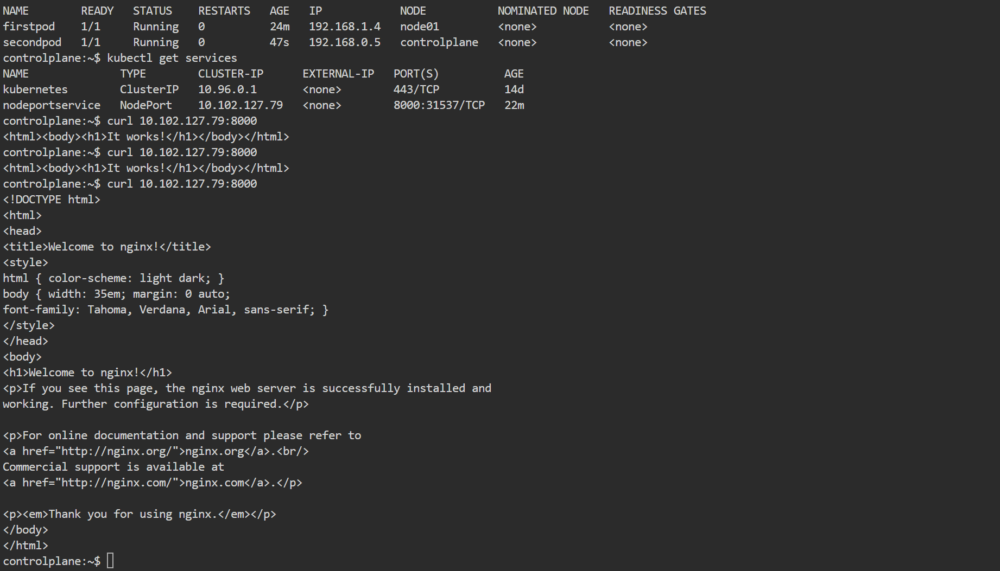 NAME        READY   STATUS    RESTARTS   AGE   IP            NODE           NOMINATED NODE   READINESS GATES
firstpod    1/1     Running   0          24m   192.168.1.4   node01         <none>           <none>
secondpod   1/1     Running   0          47s   192.168.0.5   controlplane   <none>           <none>
controlplane:~$ kubectl get services
NAME              TYPE        CLUSTER-IP      EXTERNAL-IP   PORT(S)          AGE
kubernetes        ClusterIP   10.96.0.1       <none>        443/TCP          14d
nodeportservice   NodePort    10.102.127.79   <none>        8000:31537/TCP   22m
controlplane:~$ curl 10.102.127.79:8000
<html><body><h1>It works!</h1></body></html>
controlplane:~$ curl 10.102.127.79:8000
<html><body><h1>It works!</h1></body></html>
controlplane:~$ curl 10.102.127.79:8000
<!DOCTYPE html>
<html>
<head>
<title>Welcome to nginx!</title>
<style>
html { color-scheme: light dark; }
body { width: 35em; margin: 0 auto;
font-family: Tahoma, Verdana, Arial, sans-serif; }
</style>
</head>
<body>
<h1>Welcome to nginx!</h1>
<p>If you see this page, the nginx web server is successfully installed and
working. Further configuration is required.</p>

<p>For online documentation and support please refer to
<a href="http://nginx.org/">nginx.org</a>.<br/>
Commercial support is available at
<a href="http://nginx.com/">nginx.com</a>.</p>

<p><em>Thank you for using nginx.</em></p>
</body>
</html>
controlplane:~$